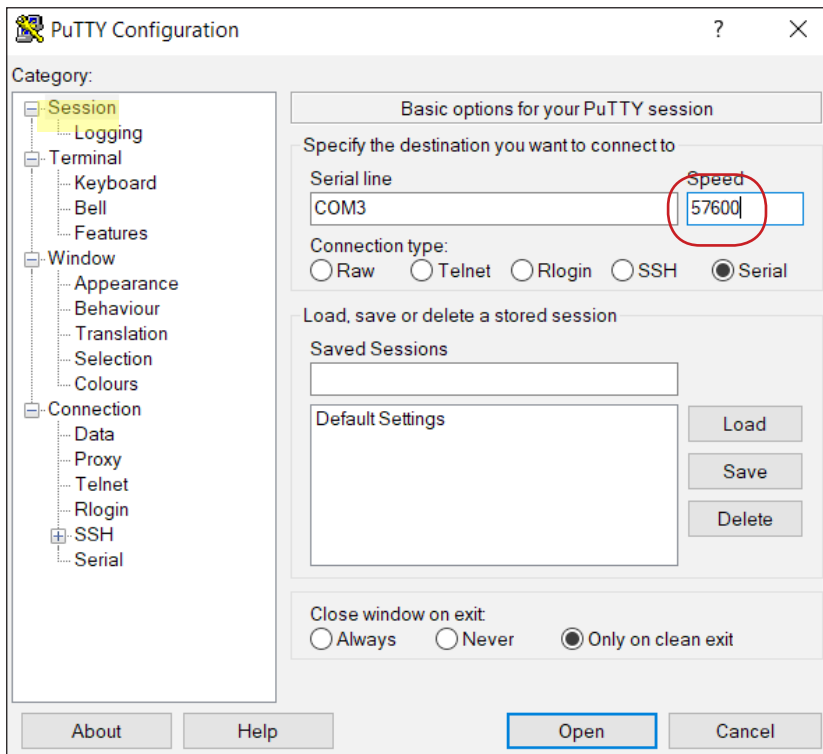 PuTTY Configuration
?
Category:
Session
Logging
Terminal
Keyboard
Bell
Features
Window
Appearance
Behaviour
Translation
Selection
Colours
Connection
Data
Proxy
Telnet
Rlogin
SSH
Serial
Basic options for your PuTTY session
Specify the destination you want to connect to
Serial line Speed
COM3 57600
Connection type:
Raw Telnet Rlogin SSH Serial
Load, save or delete a stored session
Saved Sessions
Default Settings
Load
Save
Delete
Close window on exit:
Always Never Only on clean exit
About Help Open Cancel